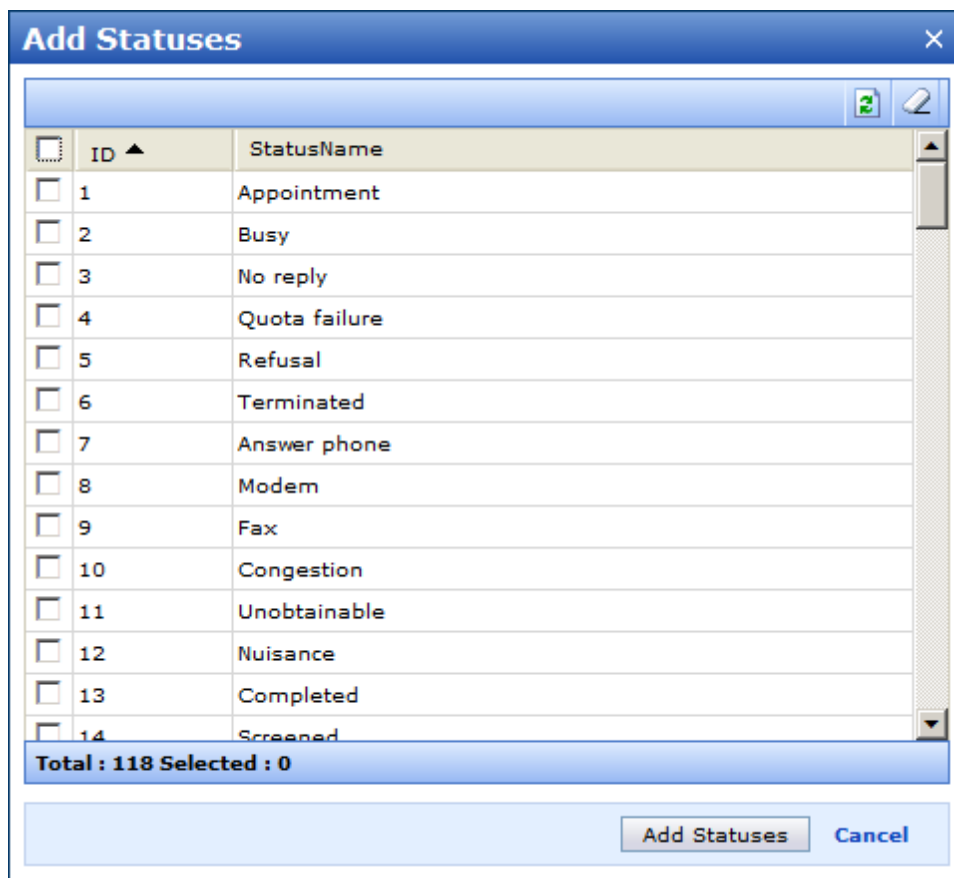 Add Statuses
ID StatusName
1 Appointment
2 Busy
3 No reply
4 Quota failure
5 Refusal
6 Terminated
7 Answer phone
8 Modem
9 Fax
10 Congestion
11 Unobtainable
12 Nuisance
13 Completed
14 Screened
Total : 118 Selected : 0
Add Statuses Cancel